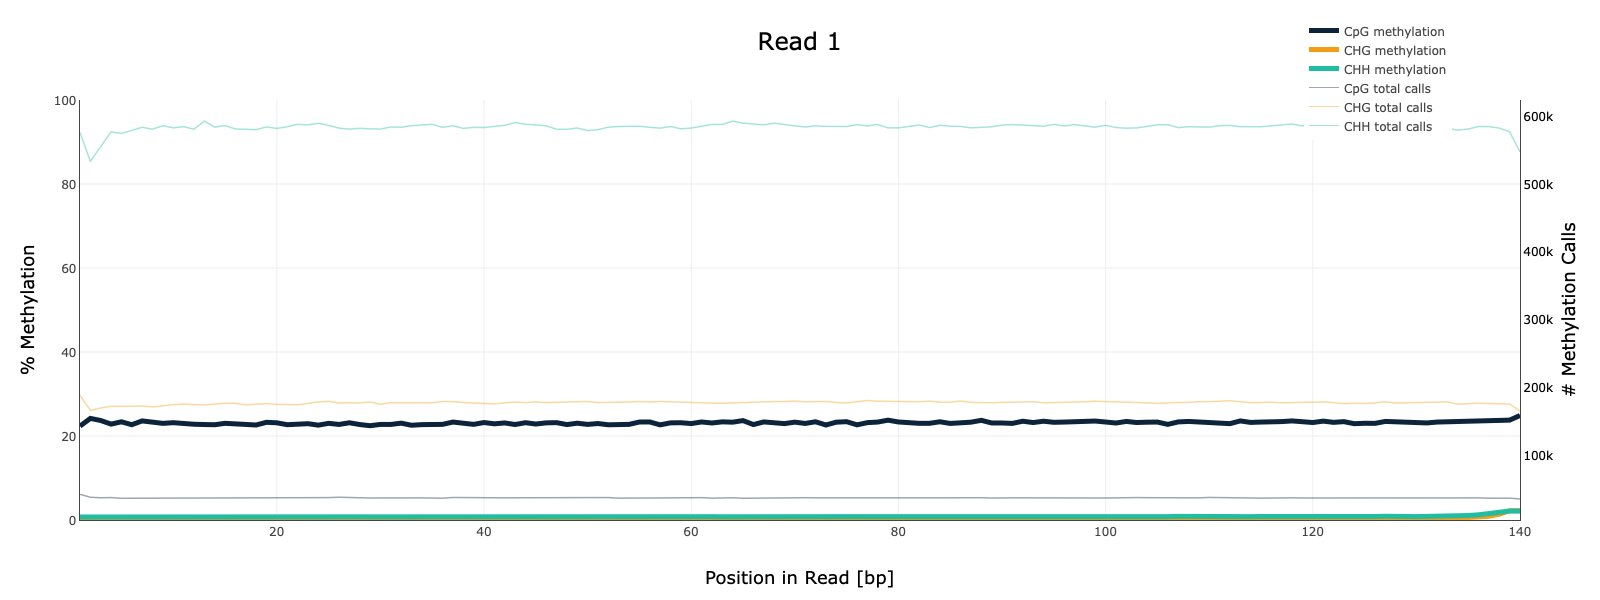 Read 1
CpG methylation
CHG methylation
CHH methylation
CpG total calls
CHG total calls
CHH total calls
100
80
60
40
20
0
% Methylation
600k
500k
400k
300k
200k
100k
# Methylation Calls
20
40
60
80
100
120
140
Position in Read [bp]